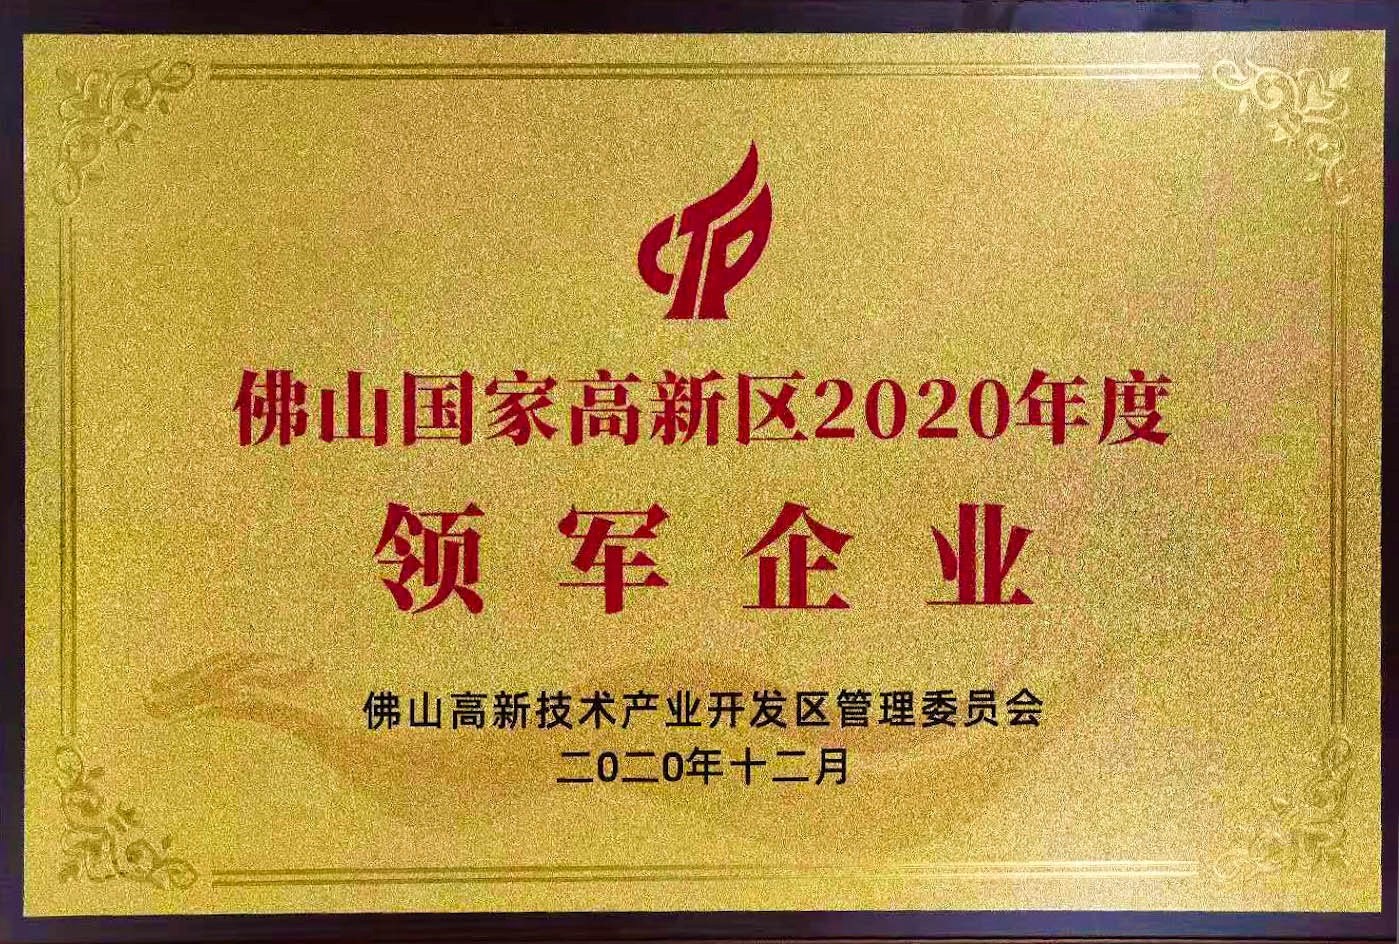 佛山国家高新区2020年度
领军企业
佛山高新技术产业开发区管理委员会
二0二0年十二月